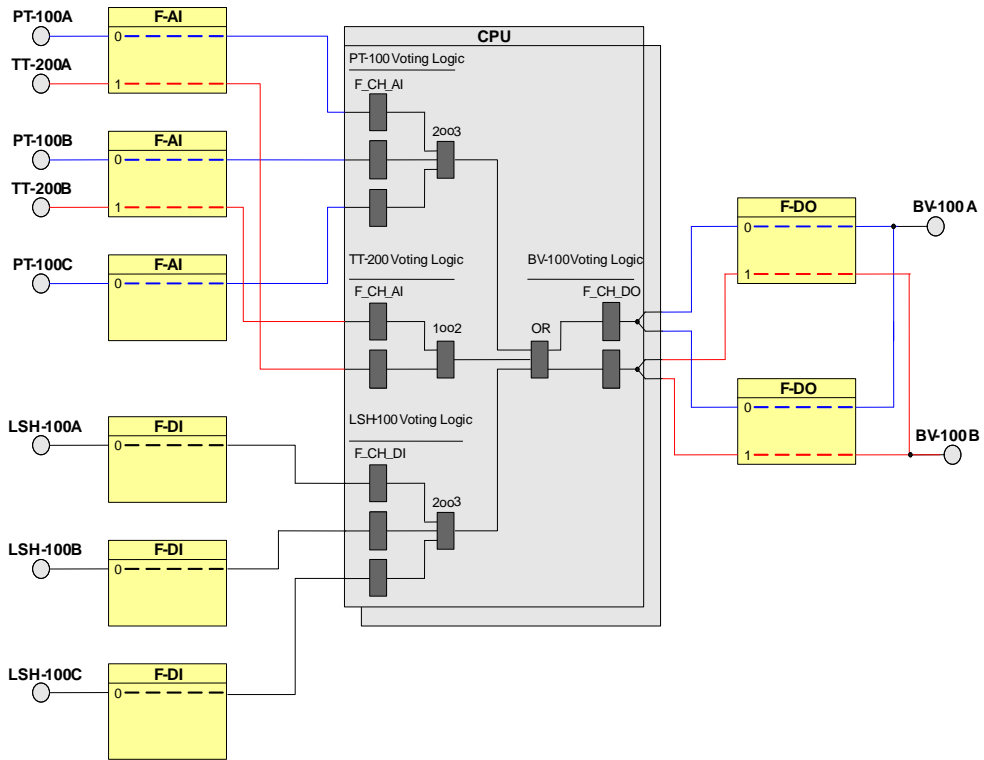 PT-100A
F-AI
0
TT-200A
1
PT-100B
F-AI
0
TT-200B
1
PT-100C
F-AI
0
LSH-100A
F-DI
0
LSH-100B
F-DI
0
LSH-100C
F-DI
0
CPU
PT-100 Voting Logic
F_CH_AI
2oo3
TT-200 Voting Logic
F_CH_AI
1oo2
LSH100 Voting Logic
F_CH_DI
2oo3
OR
BV-100 Voting Logic
F_CH_DO
F-DO
0
1
F-DO
0
1
BV-100 A
BV-100 B